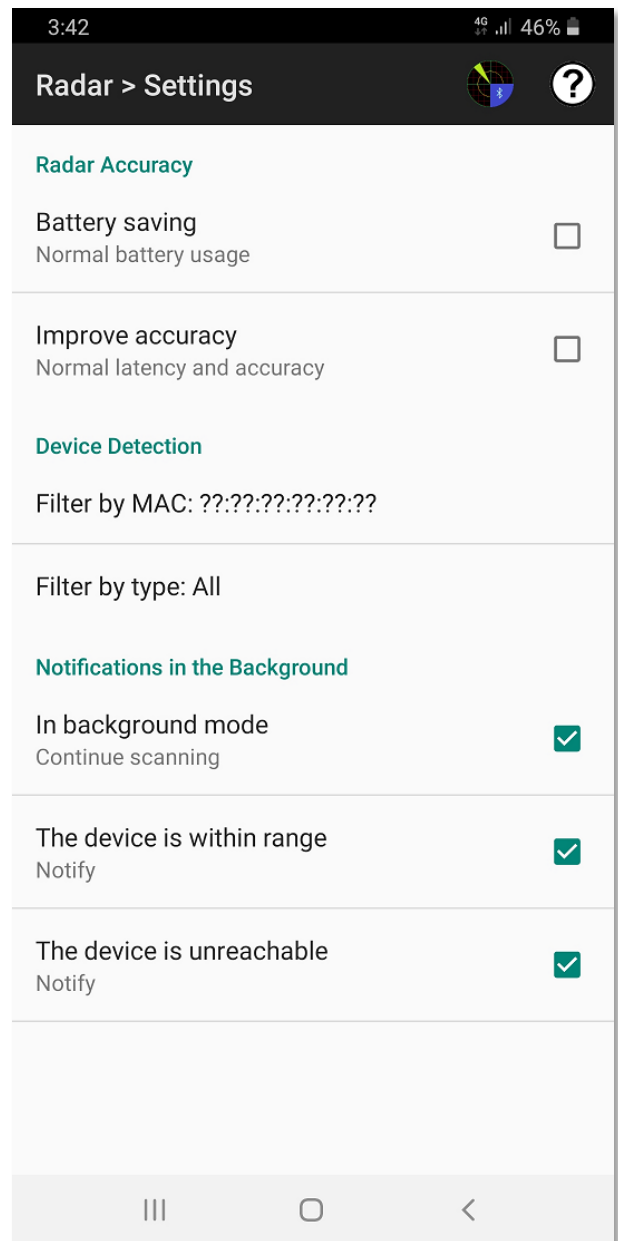 3:42
4G
46%
Radar > Settings
?
Radar Accuracy
Battery saving
Normal battery usage
Improve accuracy
Normal latency and accuracy
Device Detection
Filter by MAC: ??:??:??:??:??:??
Filter by type: All
Notifications in the Background
In background mode
Continue scanning
The device is within range
Notify
The device is unreachable
Notify